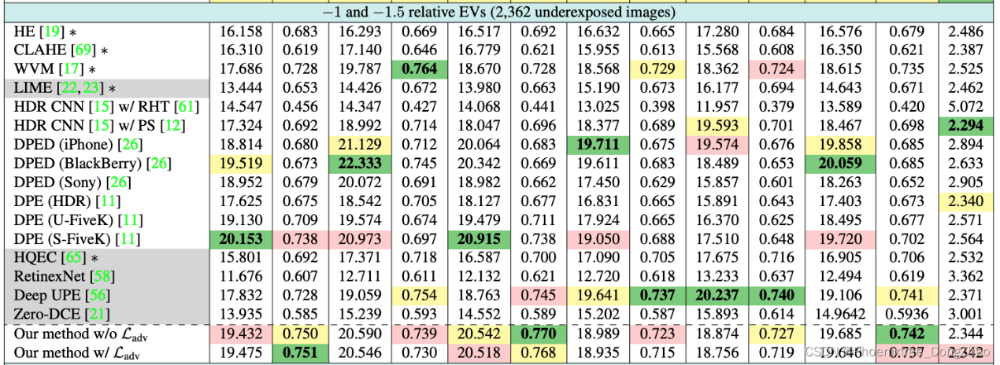 −1 and −1.5 relative EVs (2,362 underexposed images)
HE [19] * 16.158 0.683 16.293 0.669 16.517 0.692 16.632 0.665 17.280 0.684 16.576 0.679 2.486
CLAHE [69] * 16.310 0.619 17.140 0.646 16.779 0.621 15.955 0.613 15.568 0.608 16.350 0.621 2.387
WVM [17] * 17.686 0.728 19.787 0.764 18.670 0.728 18.568 0.729 18.362 0.724 18.615 0.735 2.525
LIME [22, 23] * 13.444 0.653 14.426 0.672 13.980 0.663 15.190 0.673 16.177 0.694 14.643 0.671 2.462
HDR CNN [15] w/ RHT [61] 14.547 0.456 14.347 0.427 14.068 0.441 13.025 0.398 11.957 0.379 13.589 0.420 5.072
HDR CNN [15] w/ PS [12] 17.324 0.692 18.992 0.714 18.047 0.696 18.377 0.689 19.593 0.701 18.467 0.698 2.294
DPED (iPhone) [26] 18.814 0.680 21.129 0.712 20.064 0.683 19.711 0.675 19.574 0.676 19.858 0.685 2.894
DPED (BlackBerry) [26] 19.519 0.673 22.333 0.745 20.342 0.669 19.611 0.683 18.489 0.653 20.059 0.685 2.633
DPED (Sony) [26] 18.952 0.679 20.072 0.691 18.982 0.662 17.450 0.629 15.857 0.601 18.263 0.652 2.905
DPE (HDR) [11] 17.625 0.675 18.542 0.705 18.127 0.677 16.831 0.665 15.891 0.643 17.403 0.673 2.340
DPE (U-FiveK) [11] 19.130 0.709 19.574 0.674 19.479 0.711 17.924 0.665 16.370 0.625 18.495 0.677 2.571
DPE (S-FiveK) [11] 20.153 0.738 20.973 0.697 20.915 0.738 19.050 0.688 17.510 0.648 19.720 0.702 2.564
HQEC [65] * 15.801 0.692 17.371 0.718 16.587 0.700 17.090 0.705 17.675 0.716 16.905 0.706 2.532
RetinexNet [58] 11.676 0.607 12.711 0.611 12.132 0.621 12.720 0.618 13.233 0.637 12.494 0.619 3.362
Deep UPE [56] 17.832 0.728 19.059 0.754 18.763 0.745 19.641 0.737 20.237 0.740 19.106 0.741 2.371
Zero-DCE [21] 13.935 0.585 15.239 0.593 14.552 0.589 15.202 0.587 15.893 0.614 14.9642 0.5936 3.001
Our method w/o ℒadv 19.432 0.750 20.590 0.739 20.542 0.770 18.989 0.723 18.874 0.727 19.685 0.742 2.344
Our method w/ ℒadv 19.475 0.751 20.546 0.730 20.518 0.768 18.935 0.715 18.756 0.719 19.646 0.737 2.342